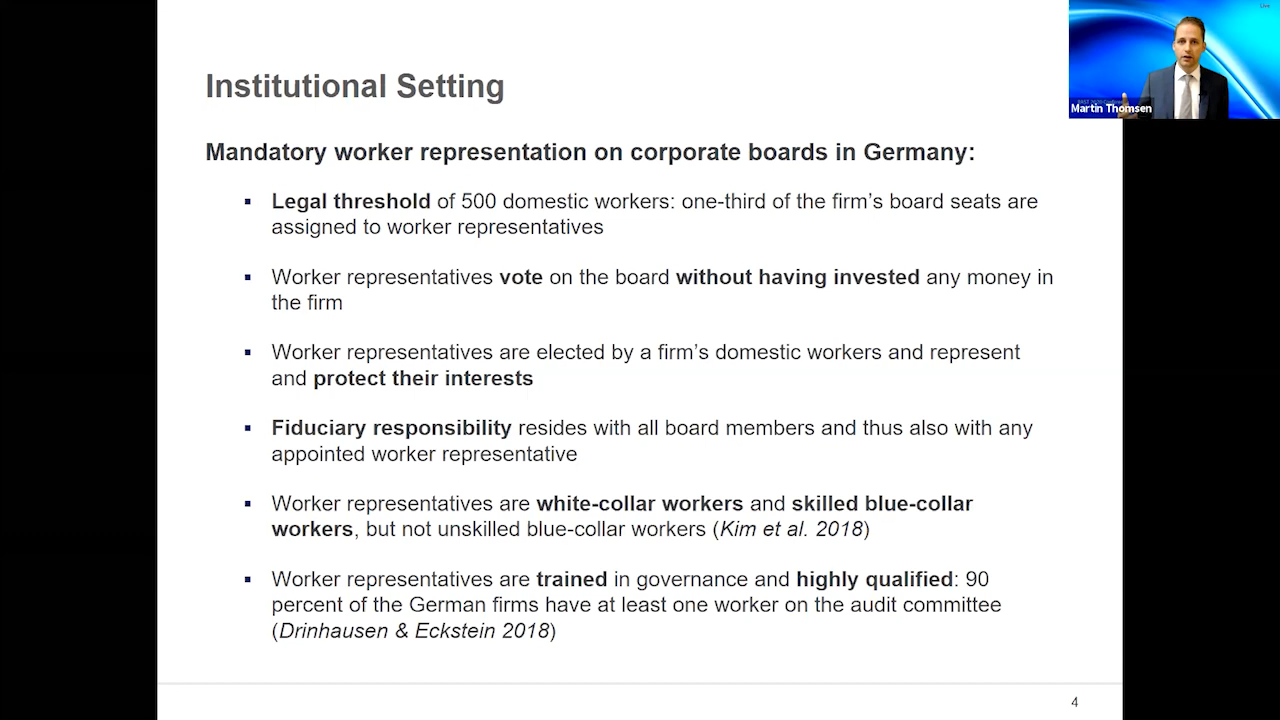 Live
Martin Thomsen
Institutional Setting
Mandatory worker representation on corporate boards in Germany:
▪ Legal threshold of 500 domestic workers: one-third of the firm's board seats are
assigned to worker representatives
▪ Worker representatives vote on the board without having invested any money in
the firm
▪ Worker representatives are elected by a firm's domestic workers and represent
and protect their interests
▪ Fiduciary responsibility resides with all board members and thus also with any
appointed worker representative
▪ Worker representatives are white-collar workers and skilled blue-collar
workers, but not unskilled blue-collar workers (Kim et al. 2018)
▪ Worker representatives are trained in governance and highly qualified: 90
percent of the German firms have at least one worker on the audit committee
(Drinhausen & Eckstein 2018)
4